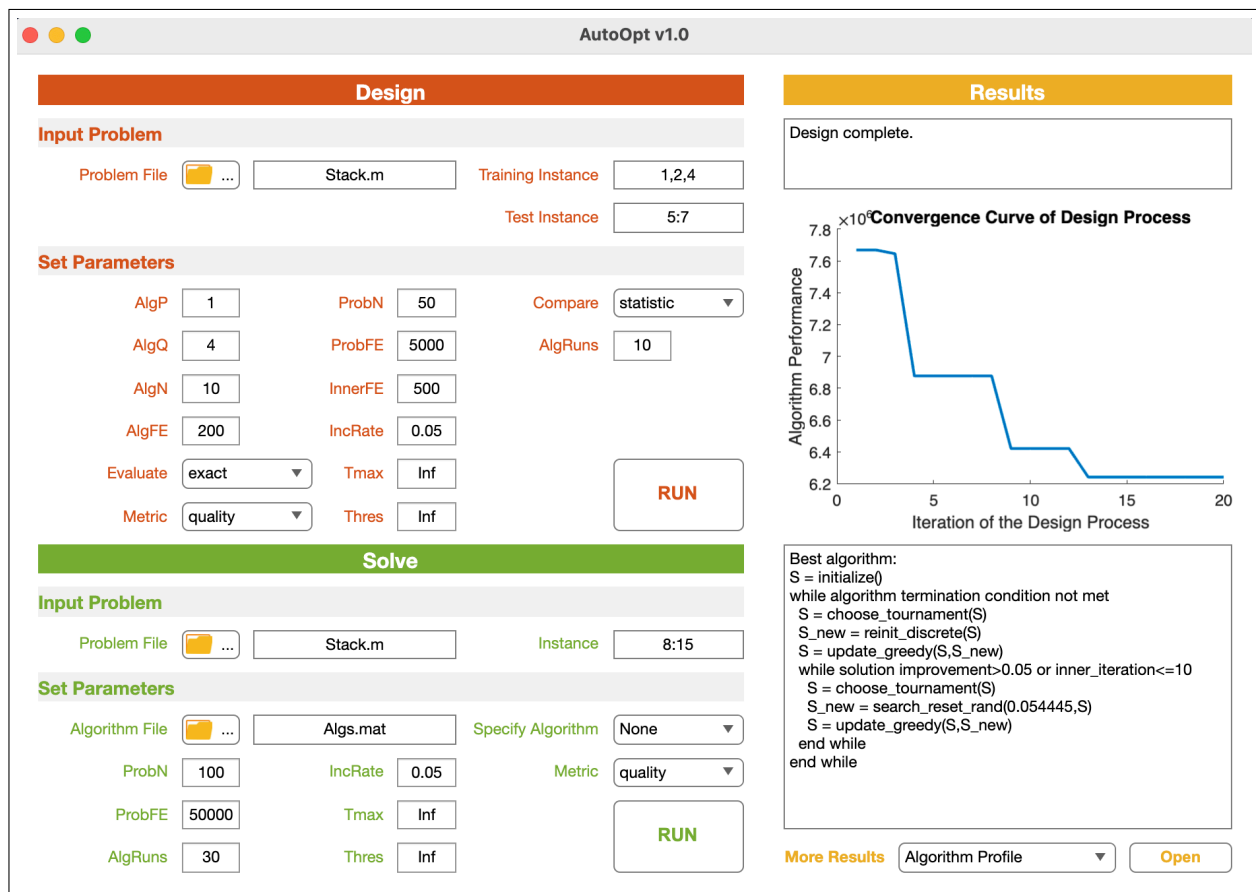 AutoOpt v1.0
Design
Input Problem
Problem File ... Stack.m Training Instance 1,2,4
Test Instance 5:7
Set Parameters
AlgP 1 ProbN 50 Compare statistic
AlgQ 4 ProbFE 5000 AlgRuns 10
AlgN 10 InnerFE 500
AlgFE 200 IncRate 0.05
Evaluate exact Tmax Inf
Metric quality Thres Inf
RUN
Solve
Input Problem
Problem File ... Stack.m Instance 8:15
Set Parameters
Algorithm File ... Algs.mat Specify Algorithm None
ProbN 100 IncRate 0.05 Metric quality
ProbFE 50000 Tmax Inf
AlgRuns 30 Thres Inf
RUN
Results
Design complete.
×10⁶ Convergence Curve of Design Process
7.8
7.6
7.4
7.2
7
6.8
6.6
6.4
6.2
Algorithm Performance
0 5 10 15 20
Iteration of the Design Process
Best algorithm:
S = initialize()
while algorithm termination condition not met
S = choose_tournament(S)
S_new = reinit_discrete(S)
S = update_greedy(S,S_new)
while solution improvement>0.05 or inner_iteration<=10
S = choose_tournament(S)
S_new = search_reset_rand(0.054445,S)
S = update_greedy(S,S_new)
end while
end while
More Results Algorithm Profile Open